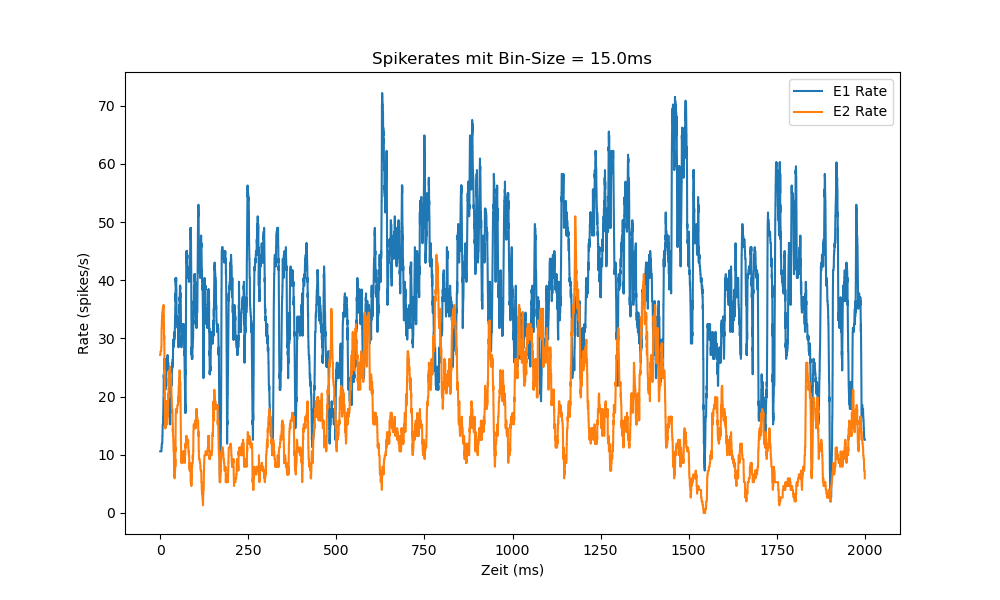 Spikerates mit Bin-Size = 15.0ms
E1 Rate
E2 Rate
Rate (spikes/s)
70
60
50
40
30
20
10
0
0 250 500 750 1000 1250 1500 1750 2000
Zeit (ms)